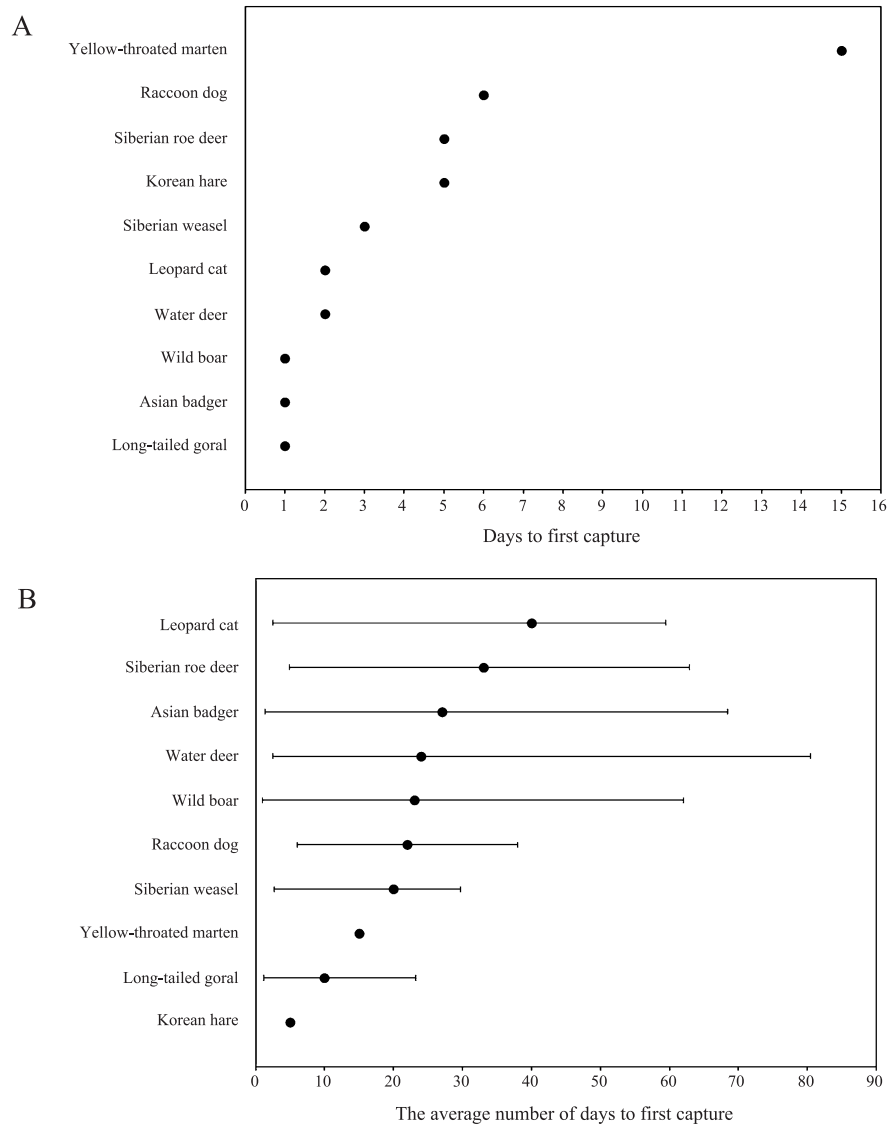 A
Yellow-throated marten
Raccoon dog
Siberian roe deer
Korean hare
Siberian weasel
Leopard cat
Water deer
Wild boar
Asian badger
Long-tailed goral
0 1 2 3 4 5 6 7 8 9 10 11 12 13 14 15 16
Days to first capture
B
Leopard cat
Siberian roe deer
Asian badger
Water deer
Wild boar
Raccoon dog
Siberian weasel
Yellow-throated marten
Long-tailed goral
Korean hare
0 10 20 30 40 50 60 70 80 90
The average number of days to first capture